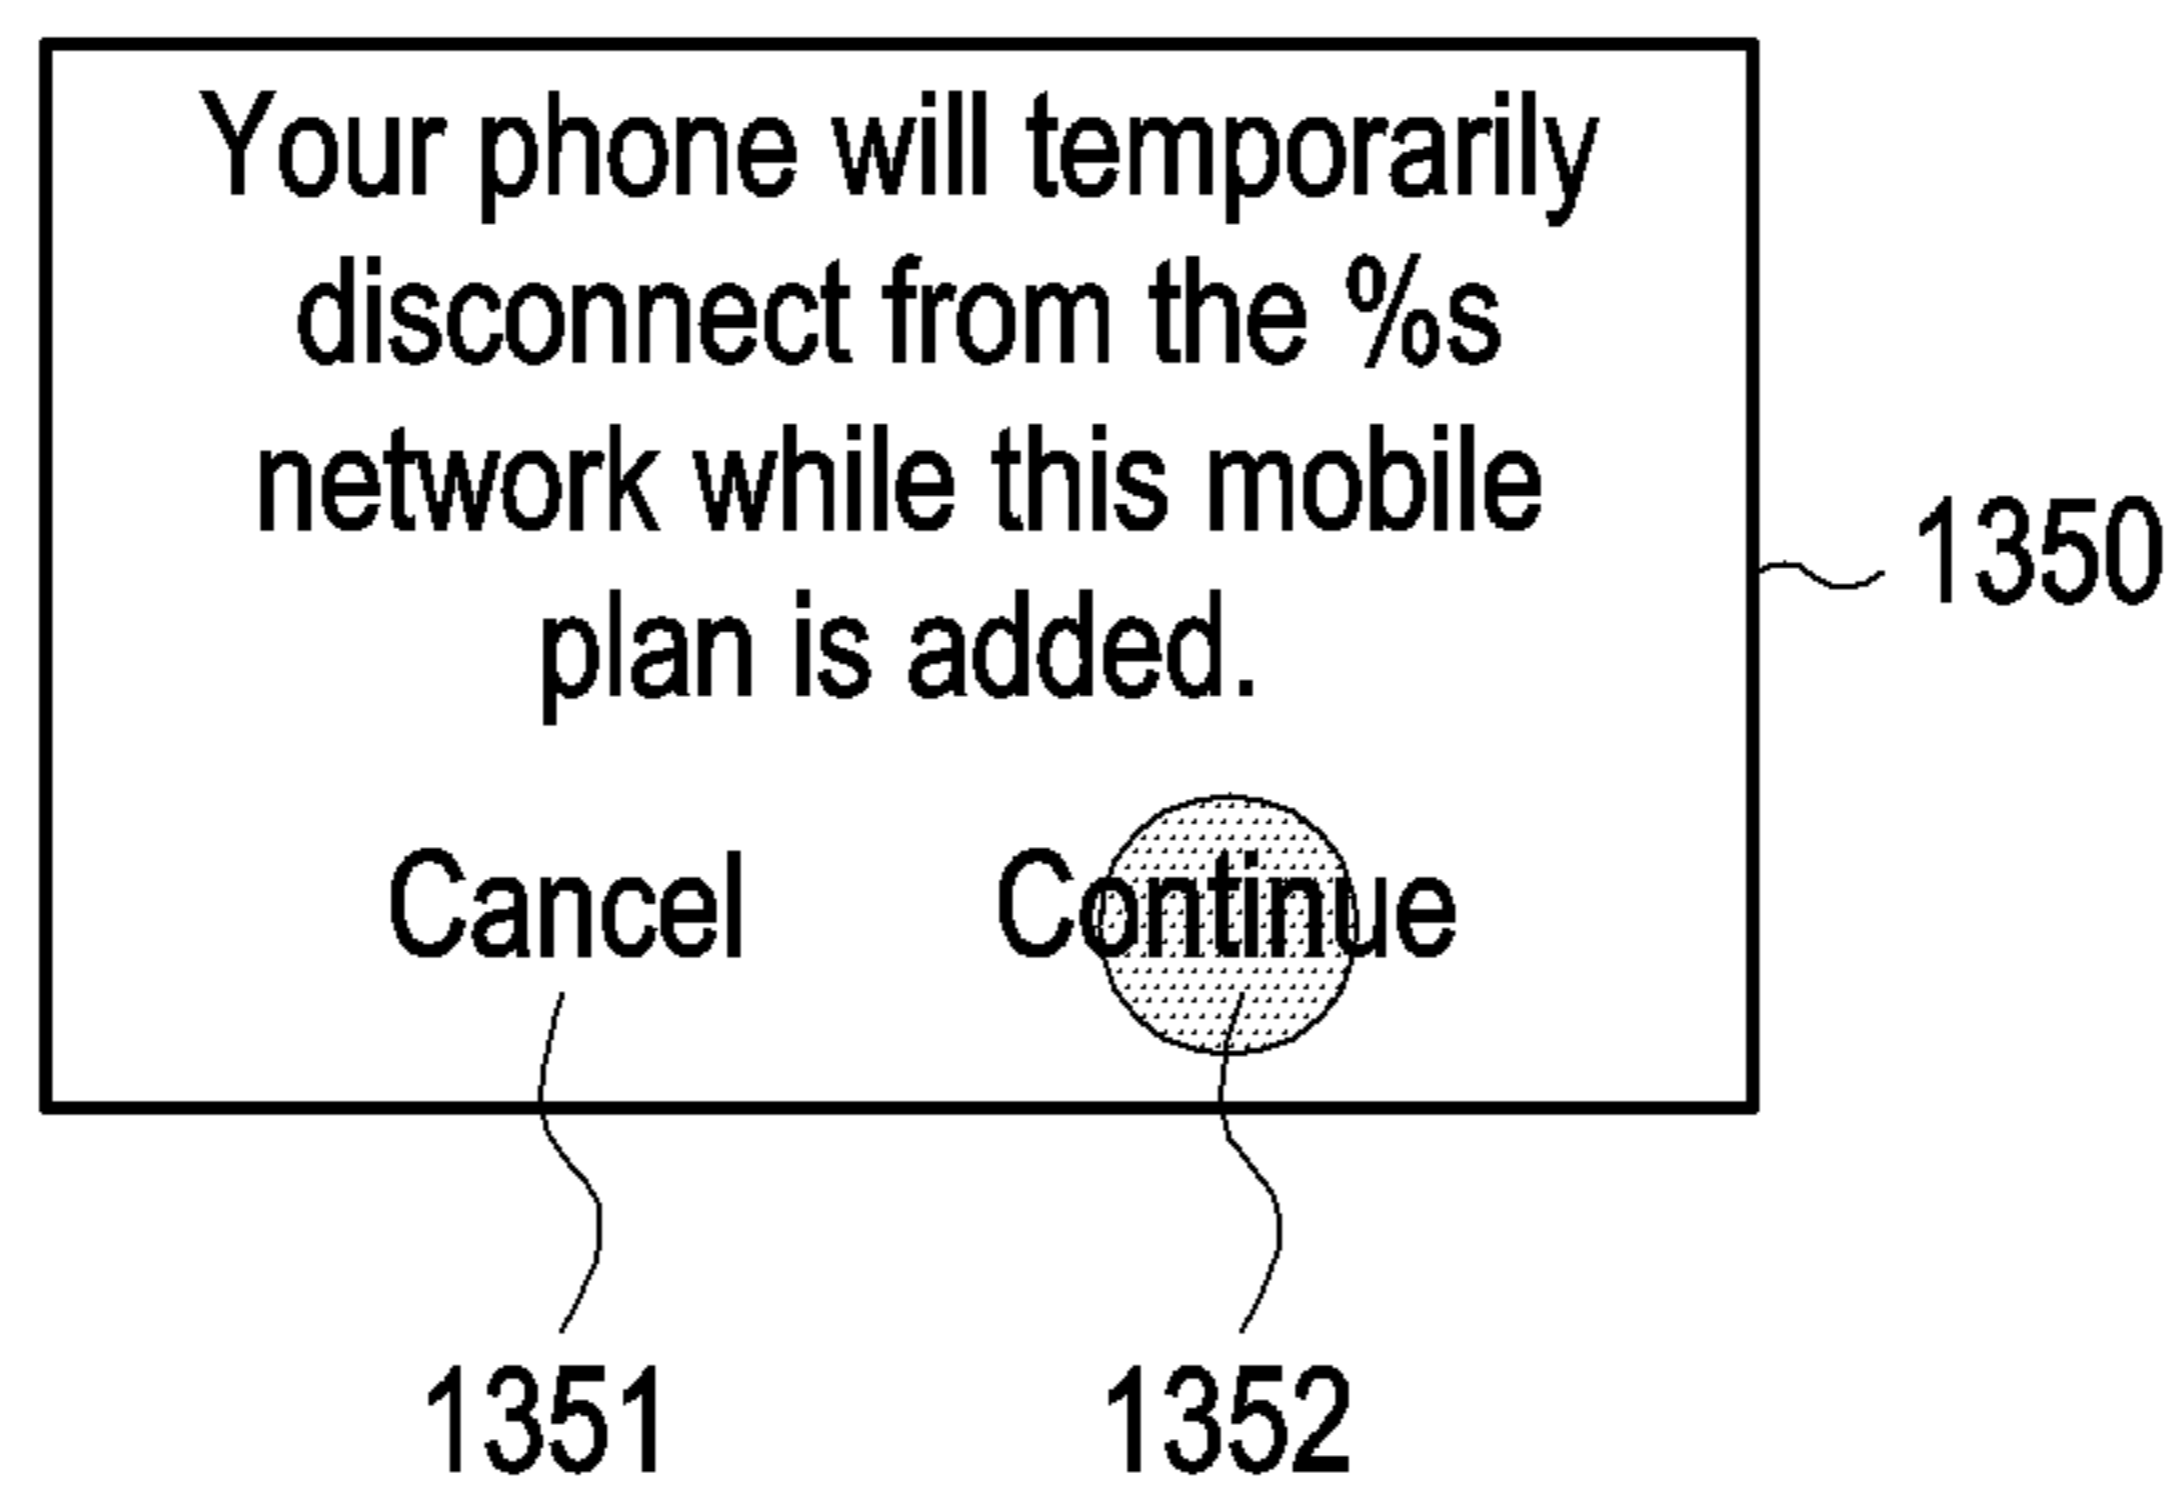 Your phone will temporarily
disconnect from the %s
network while this mobile
plan is added.
1350
Cancel Continue
1351 1352